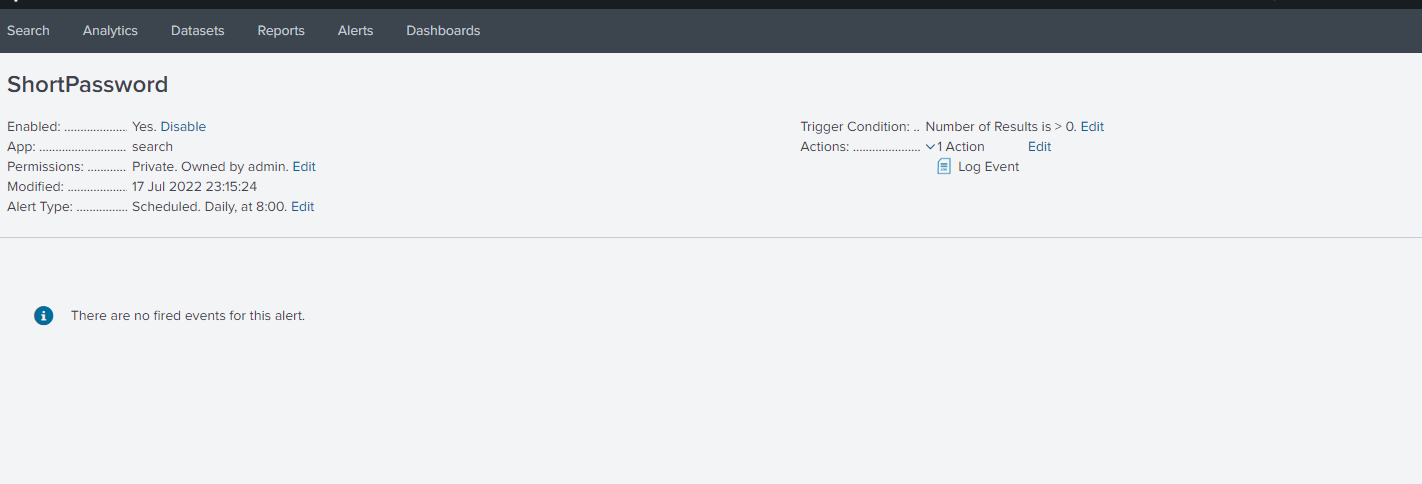 Search Analytics Datasets Reports Alerts Dashboards
ShortPassword
Enabled: .................... Yes. Disable
App: ........................... search
Permissions: ............ Private. Owned by admin. Edit
Modified: ................... 17 Jul 2022 23:15:24
Alert Type: ................ Scheduled. Daily, at 8:00. Edit
Trigger Condition: .. Number of Results is > 0. Edit
Actions: ..................... 1 Action Edit
Log Event
There are no fired events for this alert.